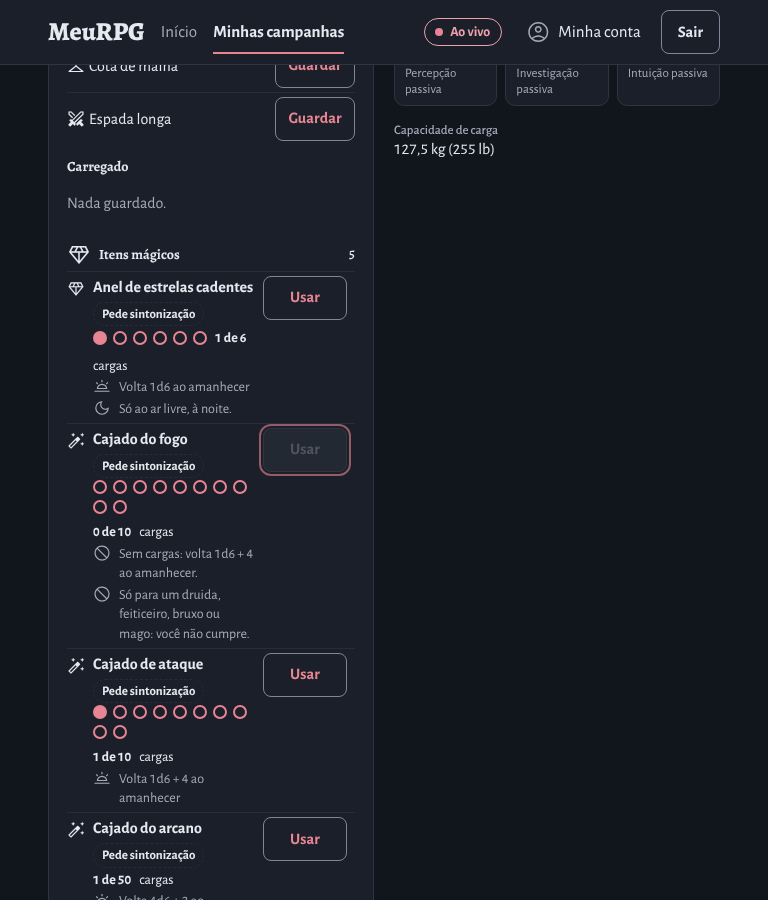 MeuRPG
Início
Minhas campanhas
Ao vivo
Minha conta
Sair
Cota de malha
Guardar
Espada longa
Guardar
Carregado
Nada guardado.
Itens mágicos
5
Anel de estrelas cadentes
Usar
Pede sintonização
1 de 6
cargas
Volta 1d6 ao amanhecer
Só ao ar livre, à noite.
Cajado do fogo
Usar
Pede sintonização
0 de 10 cargas
Sem cargas: volta 1d6 + 4
ao amanhecer.
Só para um druida,
feiticeiro, bruxo ou
mago: você não cumpre.
Cajado de ataque
Usar
Pede sintonização
1 de 10 cargas
Volta 1d6 + 4 ao
amanhecer
Cajado do arcano
Usar
Pede sintonização
1 de 50 cargas
Percepção
passiva
Investigação
passiva
Intuição passiva
Capacidade de carga
127,5 kg (255 lb)